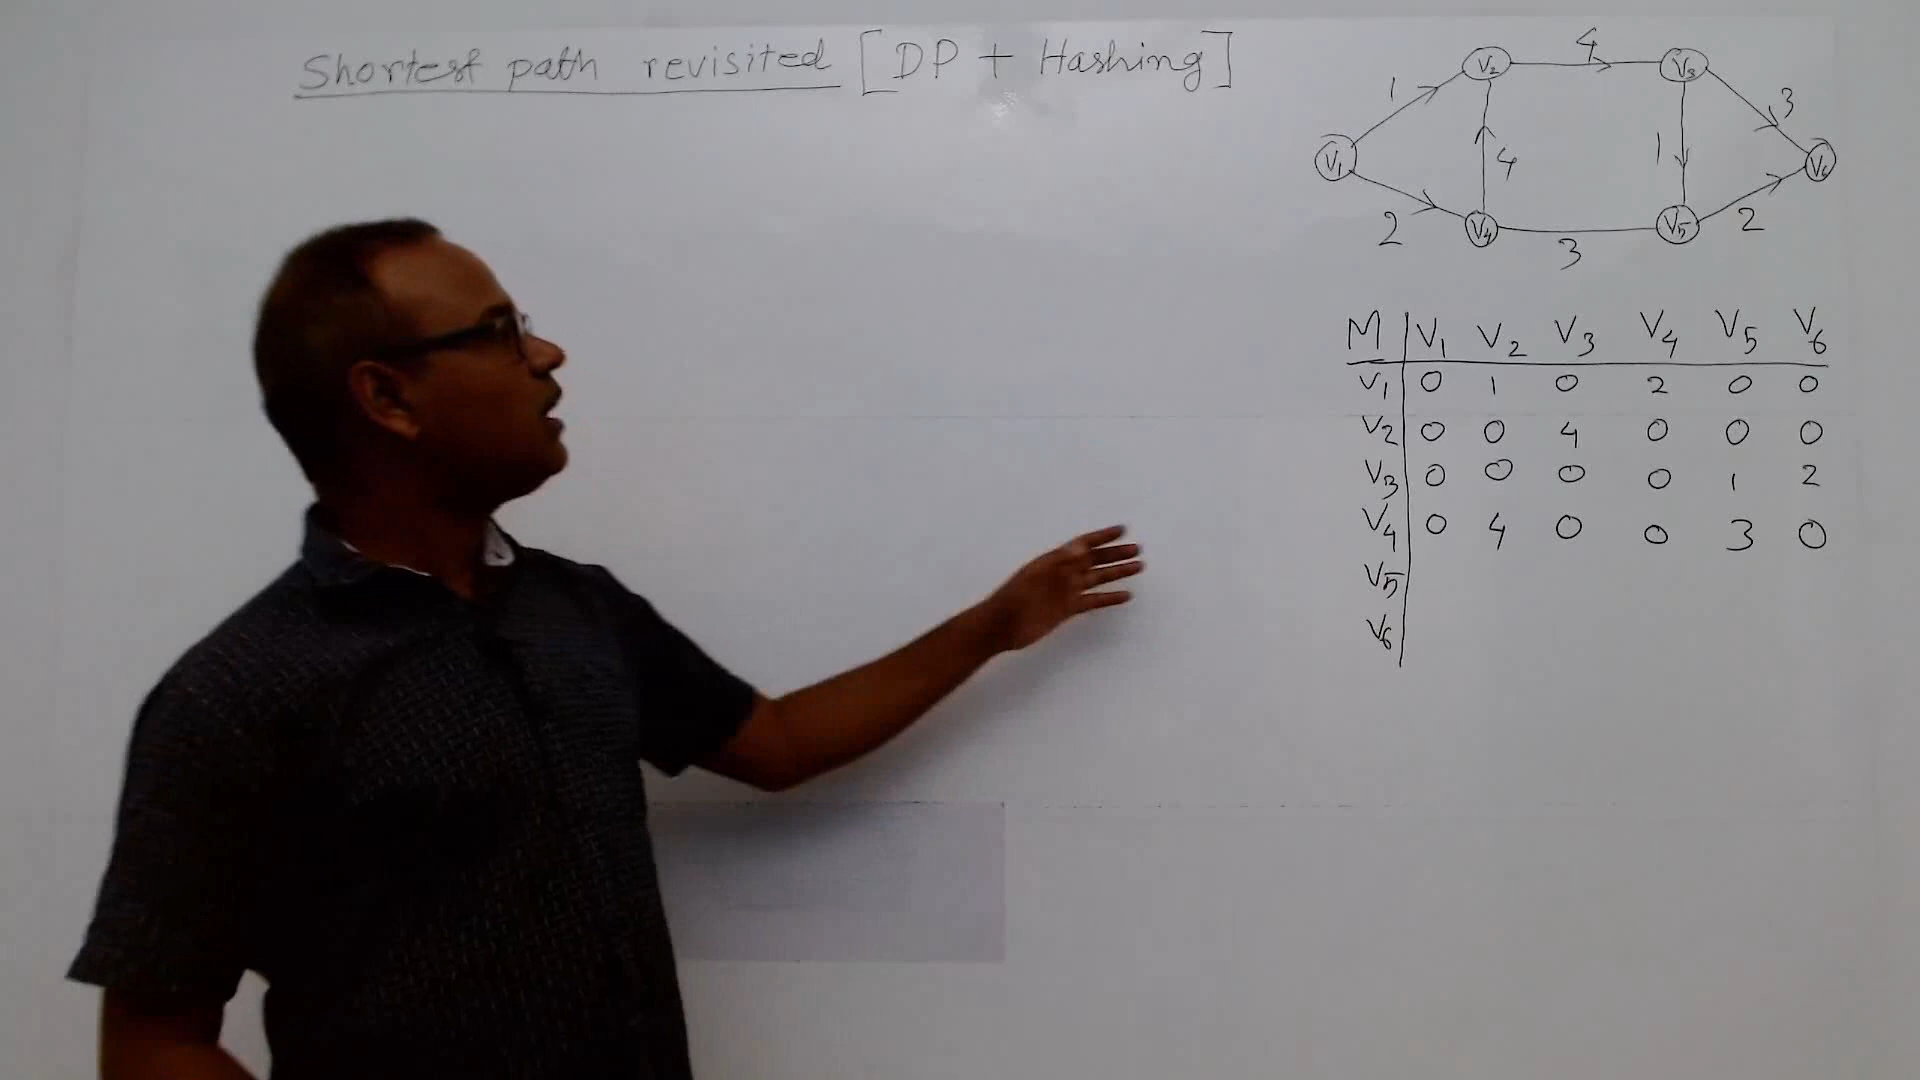 Shortest path revisited [DP + Hashing]
4
V2 V3
1 3
V1 4 1 V6
2 V4 V5 2
3
M V1 V2 V3 V4 V5 V6
V1 0 1 0 2 0 0
V2 0 0 4 0 0 0
V3 0 0 0 0 1 2
V4 0 4 0 0 3 0
V5
V6